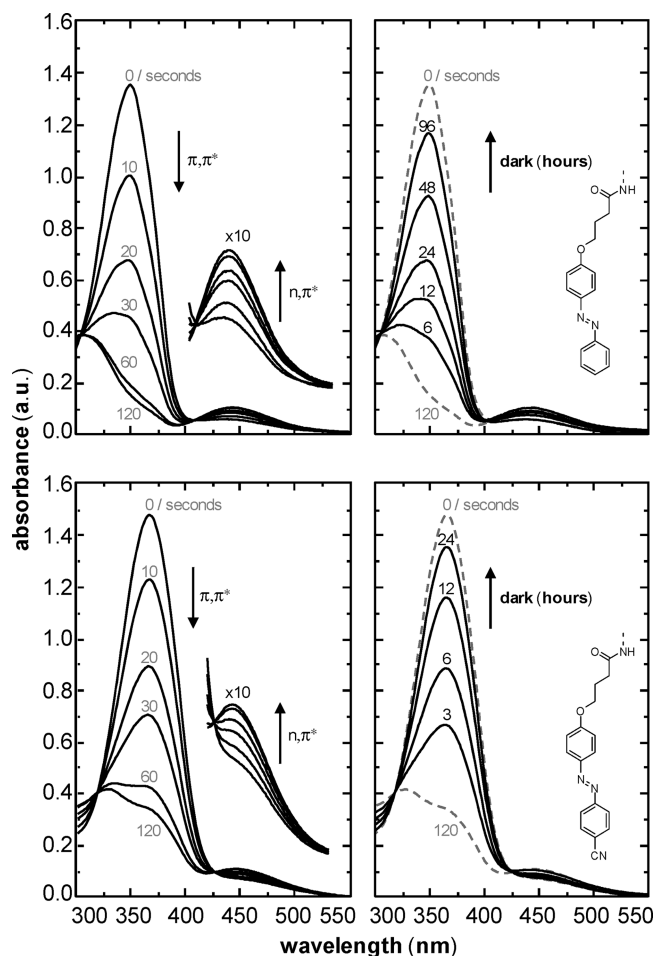 absorbance (a.u.)
1.6
1.4
1.2
1.0
0.8
0.6
0.4
0.2
0.0
0 / seconds
10
20
30
60
120
π,π*
x10
n,π*
0 / seconds
96
48
24
12
6
120
dark (hours)
O
NH
O
N
N
1.6
1.4
1.2
1.0
0.8
0.6
0.4
0.2
0.0
0 / seconds
10
20
30
60
120
π,π*
x10
n,π*
300 350 400 450 500 550
0 / seconds
24
12
6
3
120
dark (hours)
O
NH
O
N
N
CN
300 350 400 450 500 550
wavelength (nm)